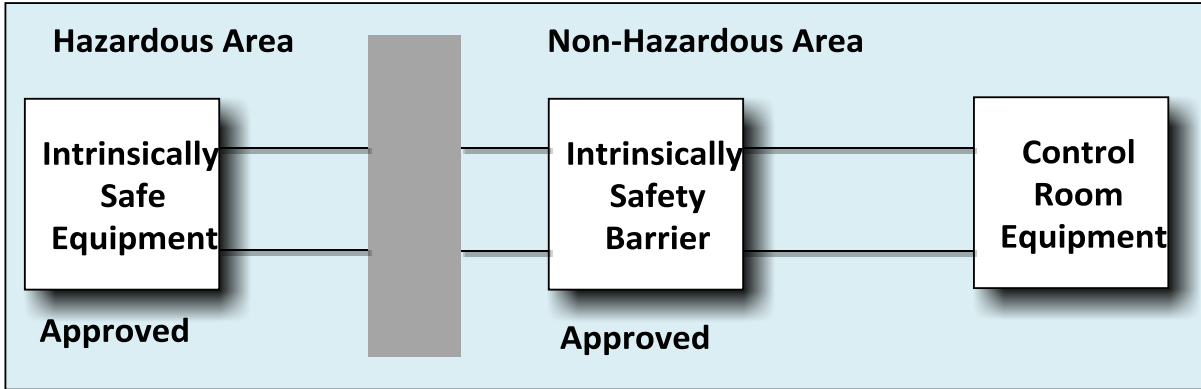 Hazardous Area
Non-Hazardous Area
Intrinsically
Safe
Equipment
Intrinsically
Safety
Barrier
Control
Room
Equipment
Approved
Approved